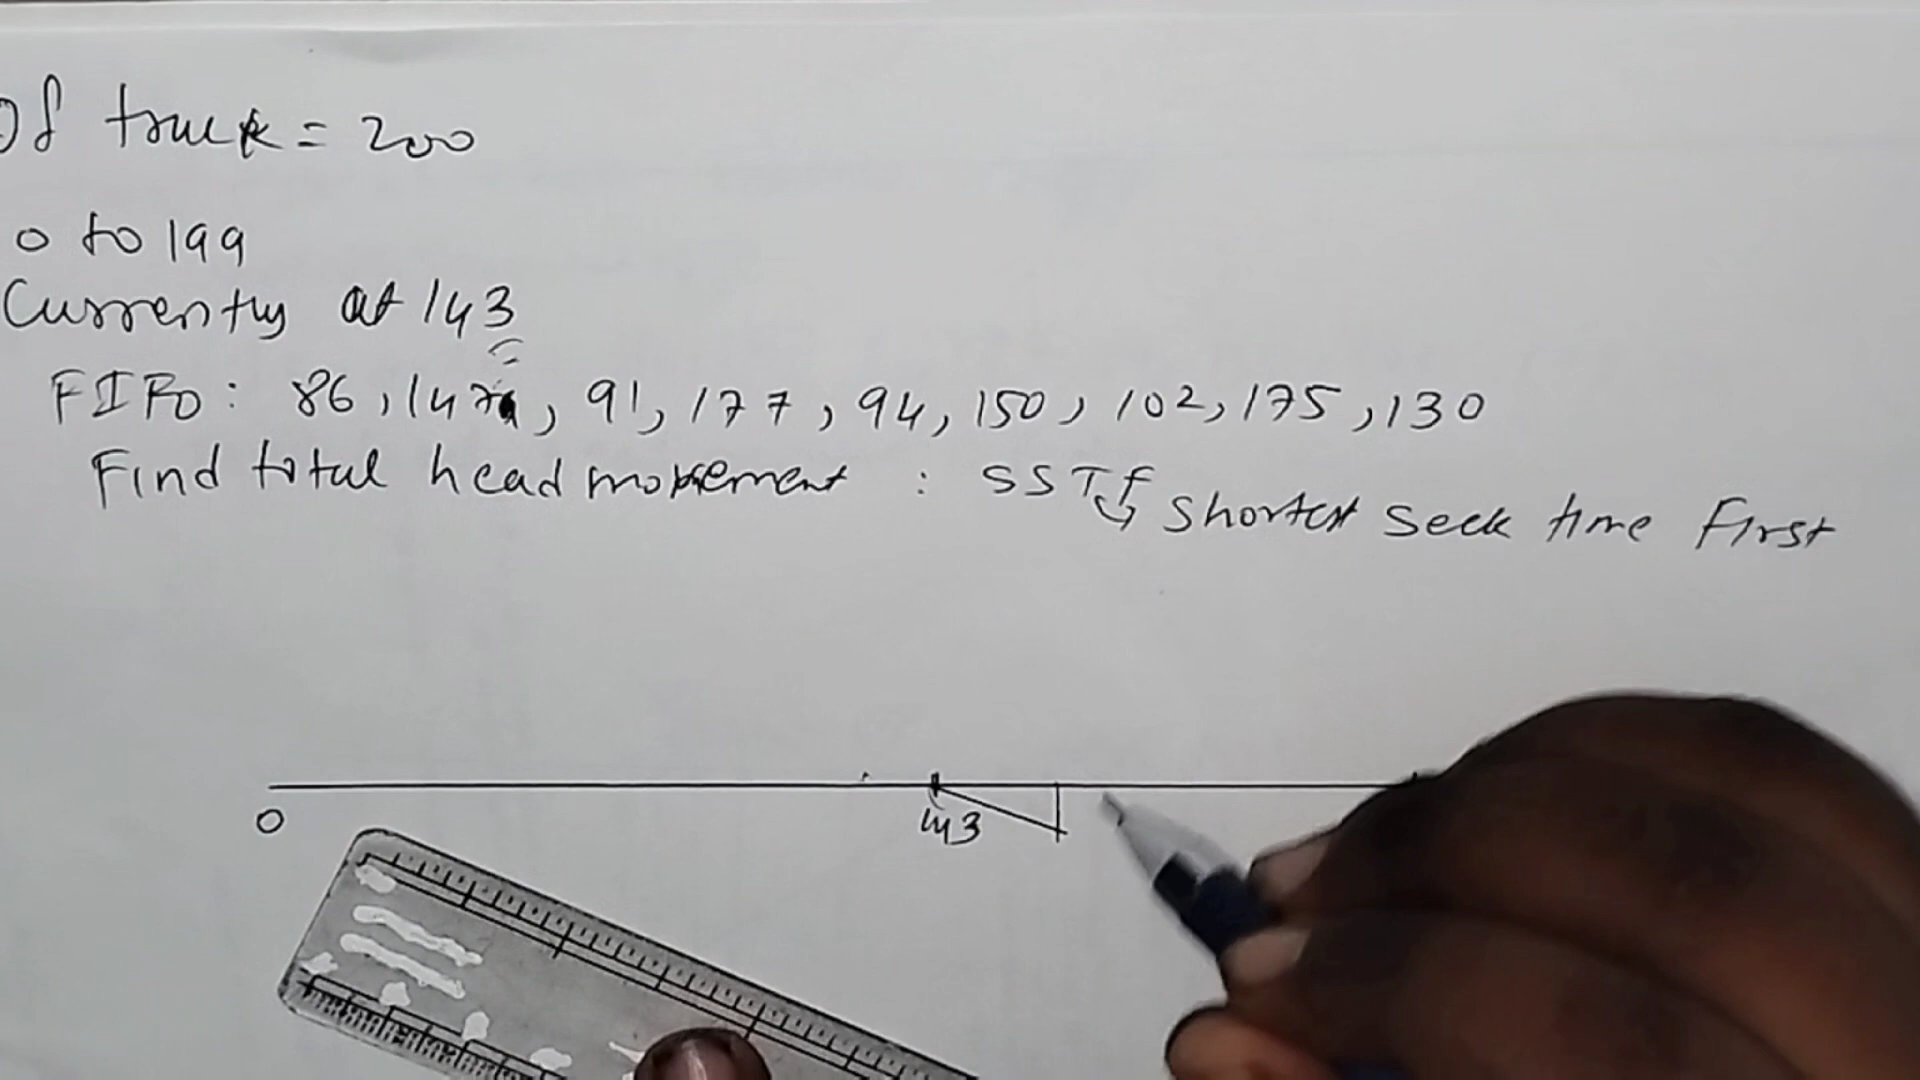 Of truck = 200
0 to 199
Currently at 143
FIFO: 86, 147, 91, 177, 94, 150, 102, 175, 130
Find total head movement : SSTF
Shortest Seek time First
0
143